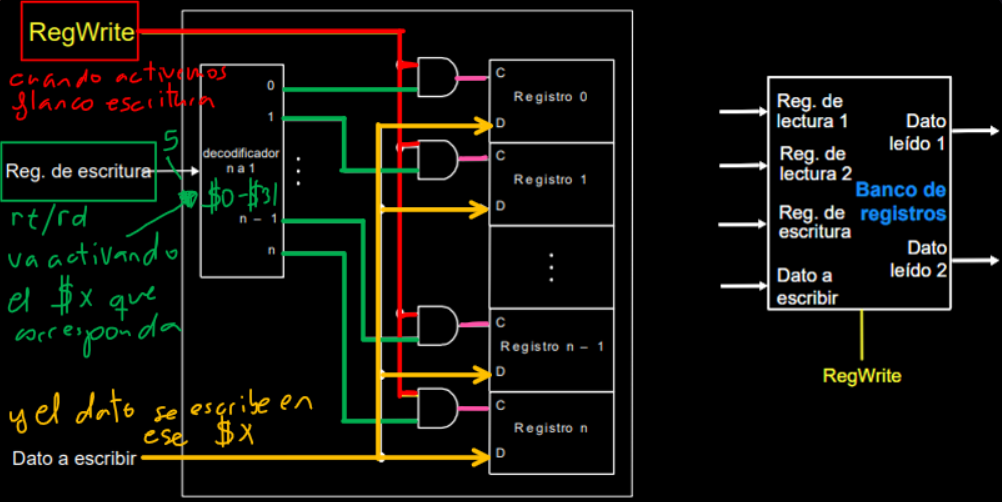 RegWrite
cuando activemos
flanco escritura
Reg. de escritura
5
rt/rd
va activando
el $x que
corresponda
y el dato se escribe en
ese $x
Dato a escribir
decodificador
n a 1
$0-$31
0
1
n – 1
n
C
Registro 0
D
C
Registro 1
D
C
Registro n – 1
D
C
Registro n
D
Reg. de
lectura 1
Reg. de
lectura 2
Reg. de
escritura
Dato a
escribir
Dato
leído 1
Banco de
registros
Dato
leído 2
RegWrite